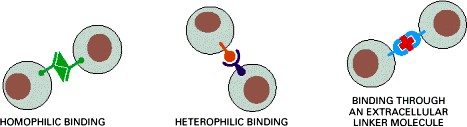 HOMOPHILIC BINDING
HETEROPHILIC BINDING
BINDING THROUGH
AN EXTRACELLULAR
LINKER MOLECULE